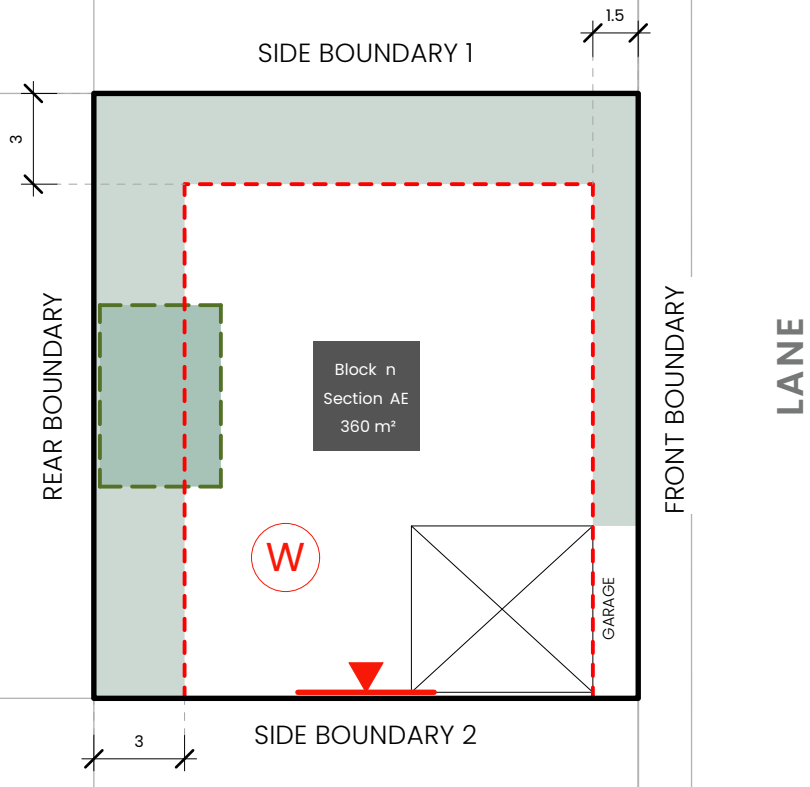 1.5
SIDE BOUNDARY 1
3
REAR BOUNDARY
Block n
Section AE
360 m²
FRONT BOUNDARY
LANE
W
GARAGE
3
SIDE BOUNDARY 2